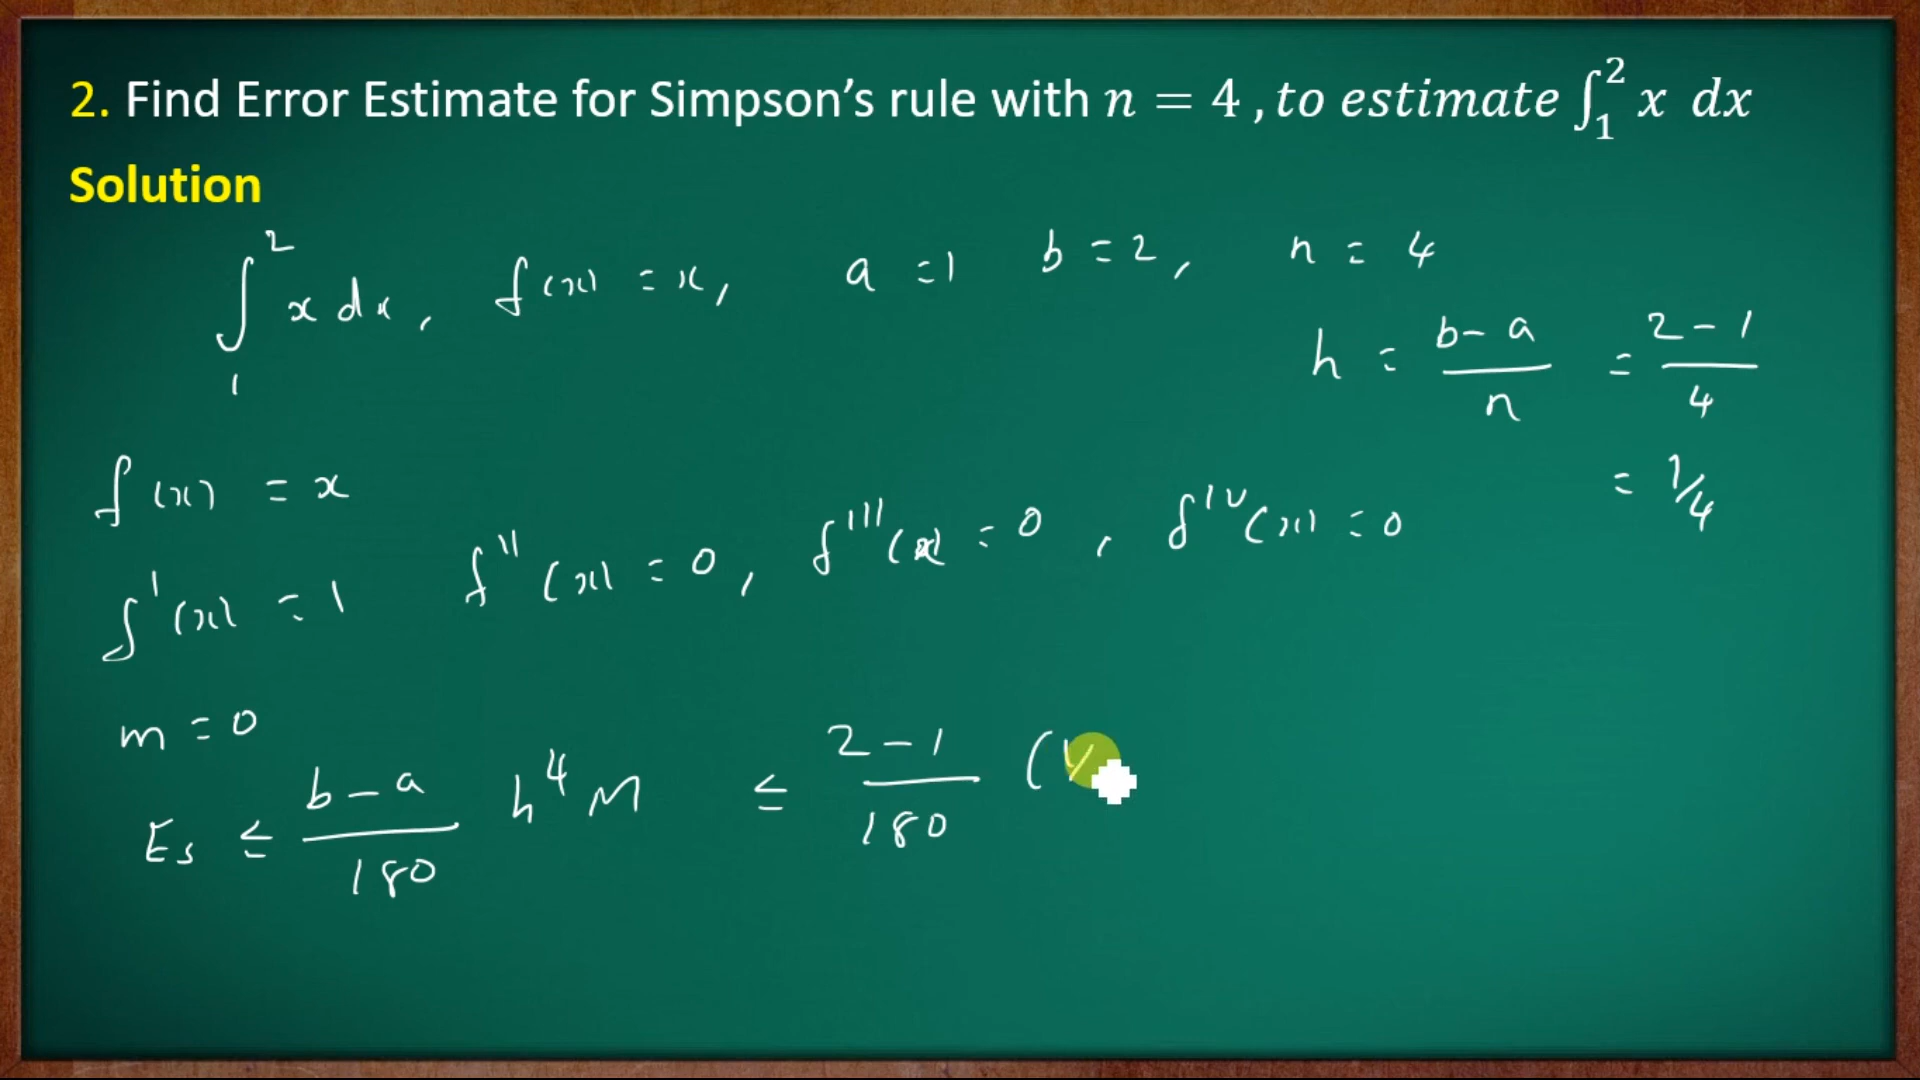 2. Find Error Estimate for Simpson's rule with n = 4 , to estimate ∫₁² x dx
Solution
∫₁² x dx, f(x) = x, a = 1 b = 2, n = 4
h = (b - a)/n = (2 - 1)/4
= 1/4
f(x) = x
f'(x) = 1 f''(x) = 0, f'''(x) = 0, f^IV(x) = 0
m = 0
Es ≤ (b - a)/180 h⁴ M ≤ (2 - 1)/180 (